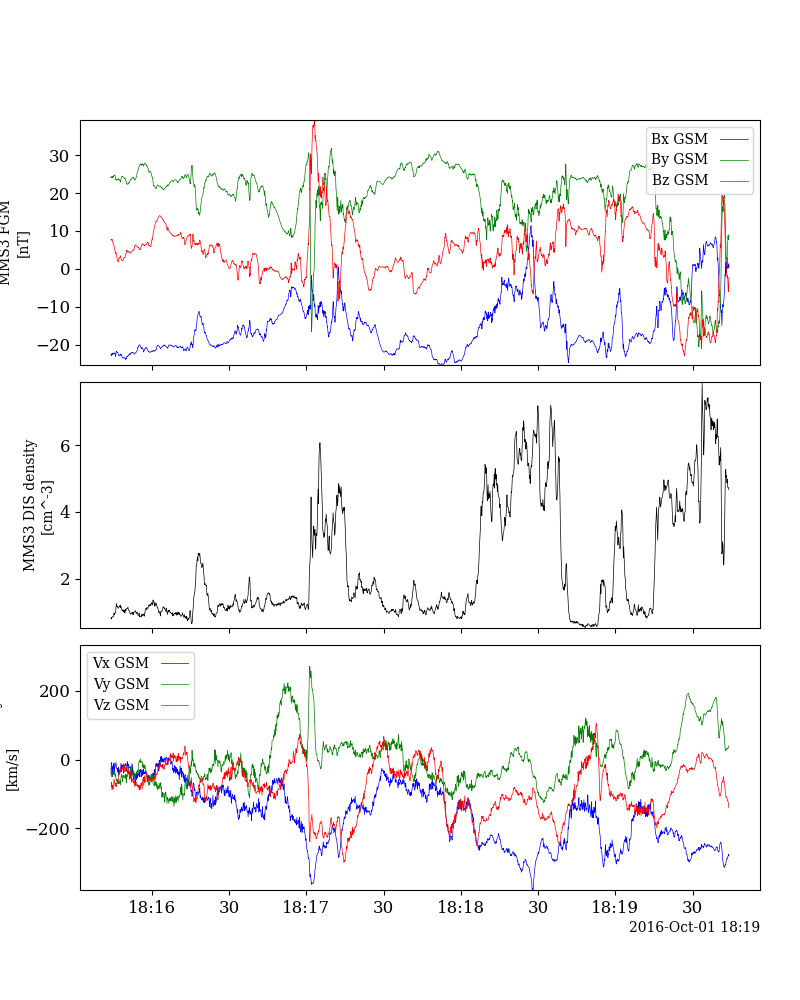 30
20
10
0
−10
−20
MMS3 FGM
[nT]
Bx GSM
By GSM
Bz GSM
6
4
2
MMS3 DIS density
[cm^-3]
200
0
−200
[km/s]
Vx GSM
Vy GSM
Vz GSM
18:16 30 18:17 30 18:18 30 18:19 30
2016-Oct-01 18:19